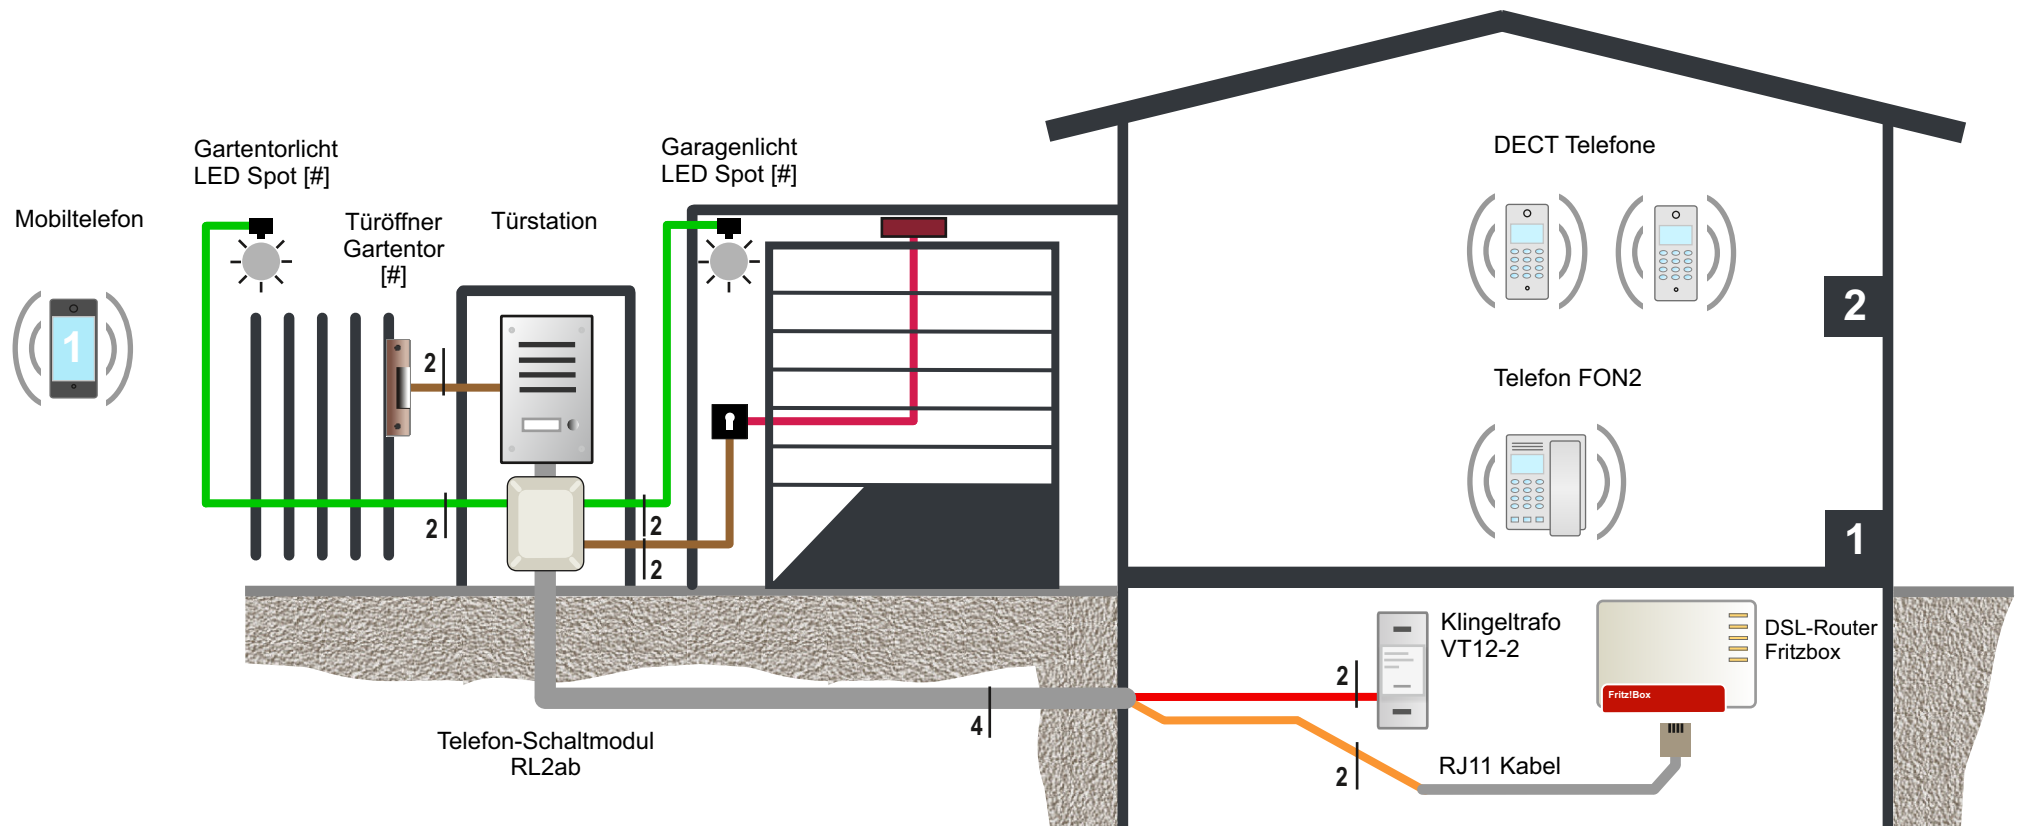 Mobiltelefon
1
Gartentorlicht
LED Spot [#]
Türöffner
Gartentor
[#]
Türstation
Garagenlicht
LED Spot [#]
2
2
2
2
4
Telefon-Schaltmodul
RL2ab
DECT Telefone
2
Telefon FON2
1
Klingeltrafo
VT12-2
DSL-Router
Fritzbox
Fritz!Box
2
2
RJ11 Kabel